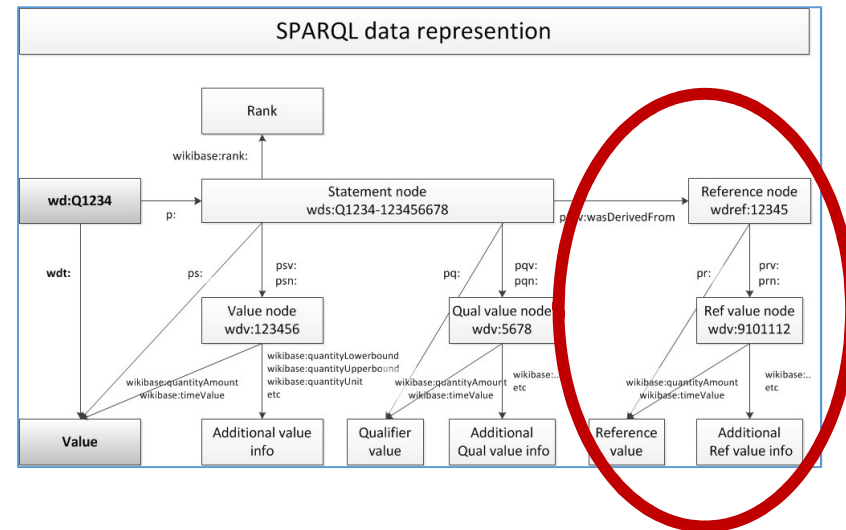 SPARQL data represention
Rank
wikibase:rank:
wd:Q1234
p:
Statement node
wds:Q1234-123456678
:wasDerivedFrom
Reference node
wdref:12345
wdt:
ps:
psv:
psn:
pq:
pqv:
pqn:
pr:
prv:
prn:
Value node
wdv:123456
Qual value node
wdv:5678
Ref value node
wdv:9101112
wikibase:quantityAmount
wikibase:timeValue
wikibase:quantityLowerbound
wikibase:quantityUpperbound
wikibase:quantityUnit
etc
wikibase:quantityAmount
wikibase:timeValue
wikibase:..
etc
wikibase:quantityAmount
wikibase:timeValue
wikibase:..
etc
Value
Additional value
info
Qualifier
value
Additional
Qual value info
Reference
value
Additional
Ref value info